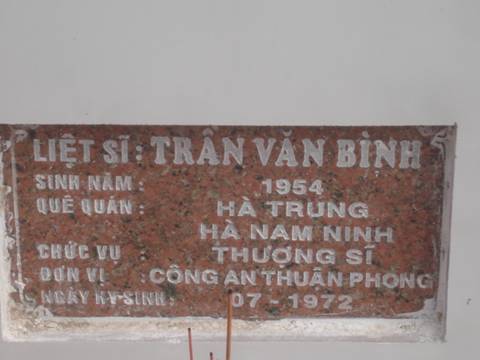 LIỆT SĨ : TRẦN VĂN BÌNH
SINH NĂM : 1954
QUÊ QUÁN : HÀ TRUNG
HÀ NAM NINH
CHỨC VỤ : THƯỢNG SĨ
ĐƠN VỊ : CÔNG AN THUẬN PHONG
NGÀY HY SINH : 07 - 1972